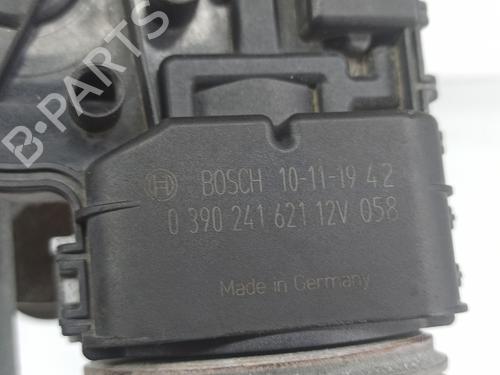 B-PARTS
BOSCH 10-11-19 42
0 390 241 621 12V 058
Made in Germany